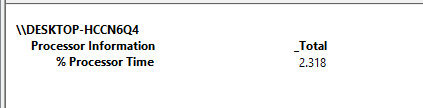 \\DESKTOP-HCCN6Q4
Processor Information _Total
% Processor Time 2.318